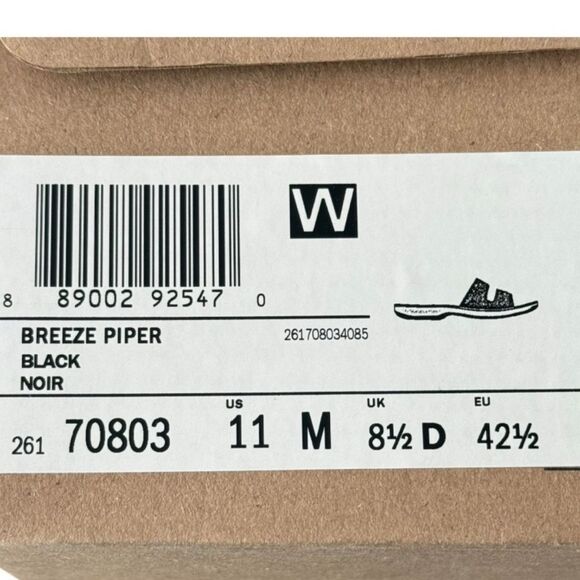 W
8 89002 92547 0
BREEZE PIPER 261708034085
BLACK
NOIR
US UK EU
261 70803 11 M 8½ D 42½